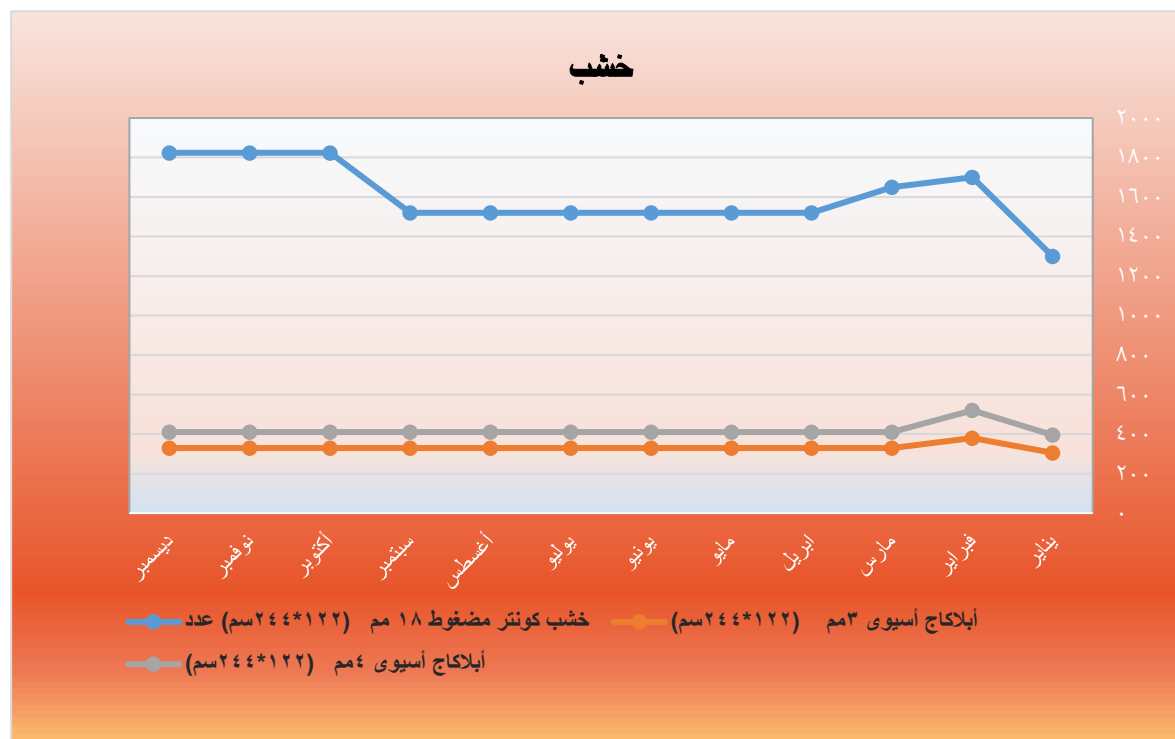 خشب
٢٠٠٠
١٨٠٠
١٦٠٠
١٤٠٠
١٢٠٠
١٠٠٠
٨٠٠
٦٠٠
٤٠٠
٢٠٠
٠
يناير فبراير مارس ابريل مايو يونيو يوليو أغسطس سبتمبر أكتوبر نوفمبر ديسمبر
خشب كونتر مضغوط ١٨ مم (١٢٢*٢٤٤سم) عدد أبلاكاج أسيوى ٣مم (١٢٢*٢٤٤سم)
أبلاكاج أسيوى ٤مم (١٢٢*٢٤٤سم)